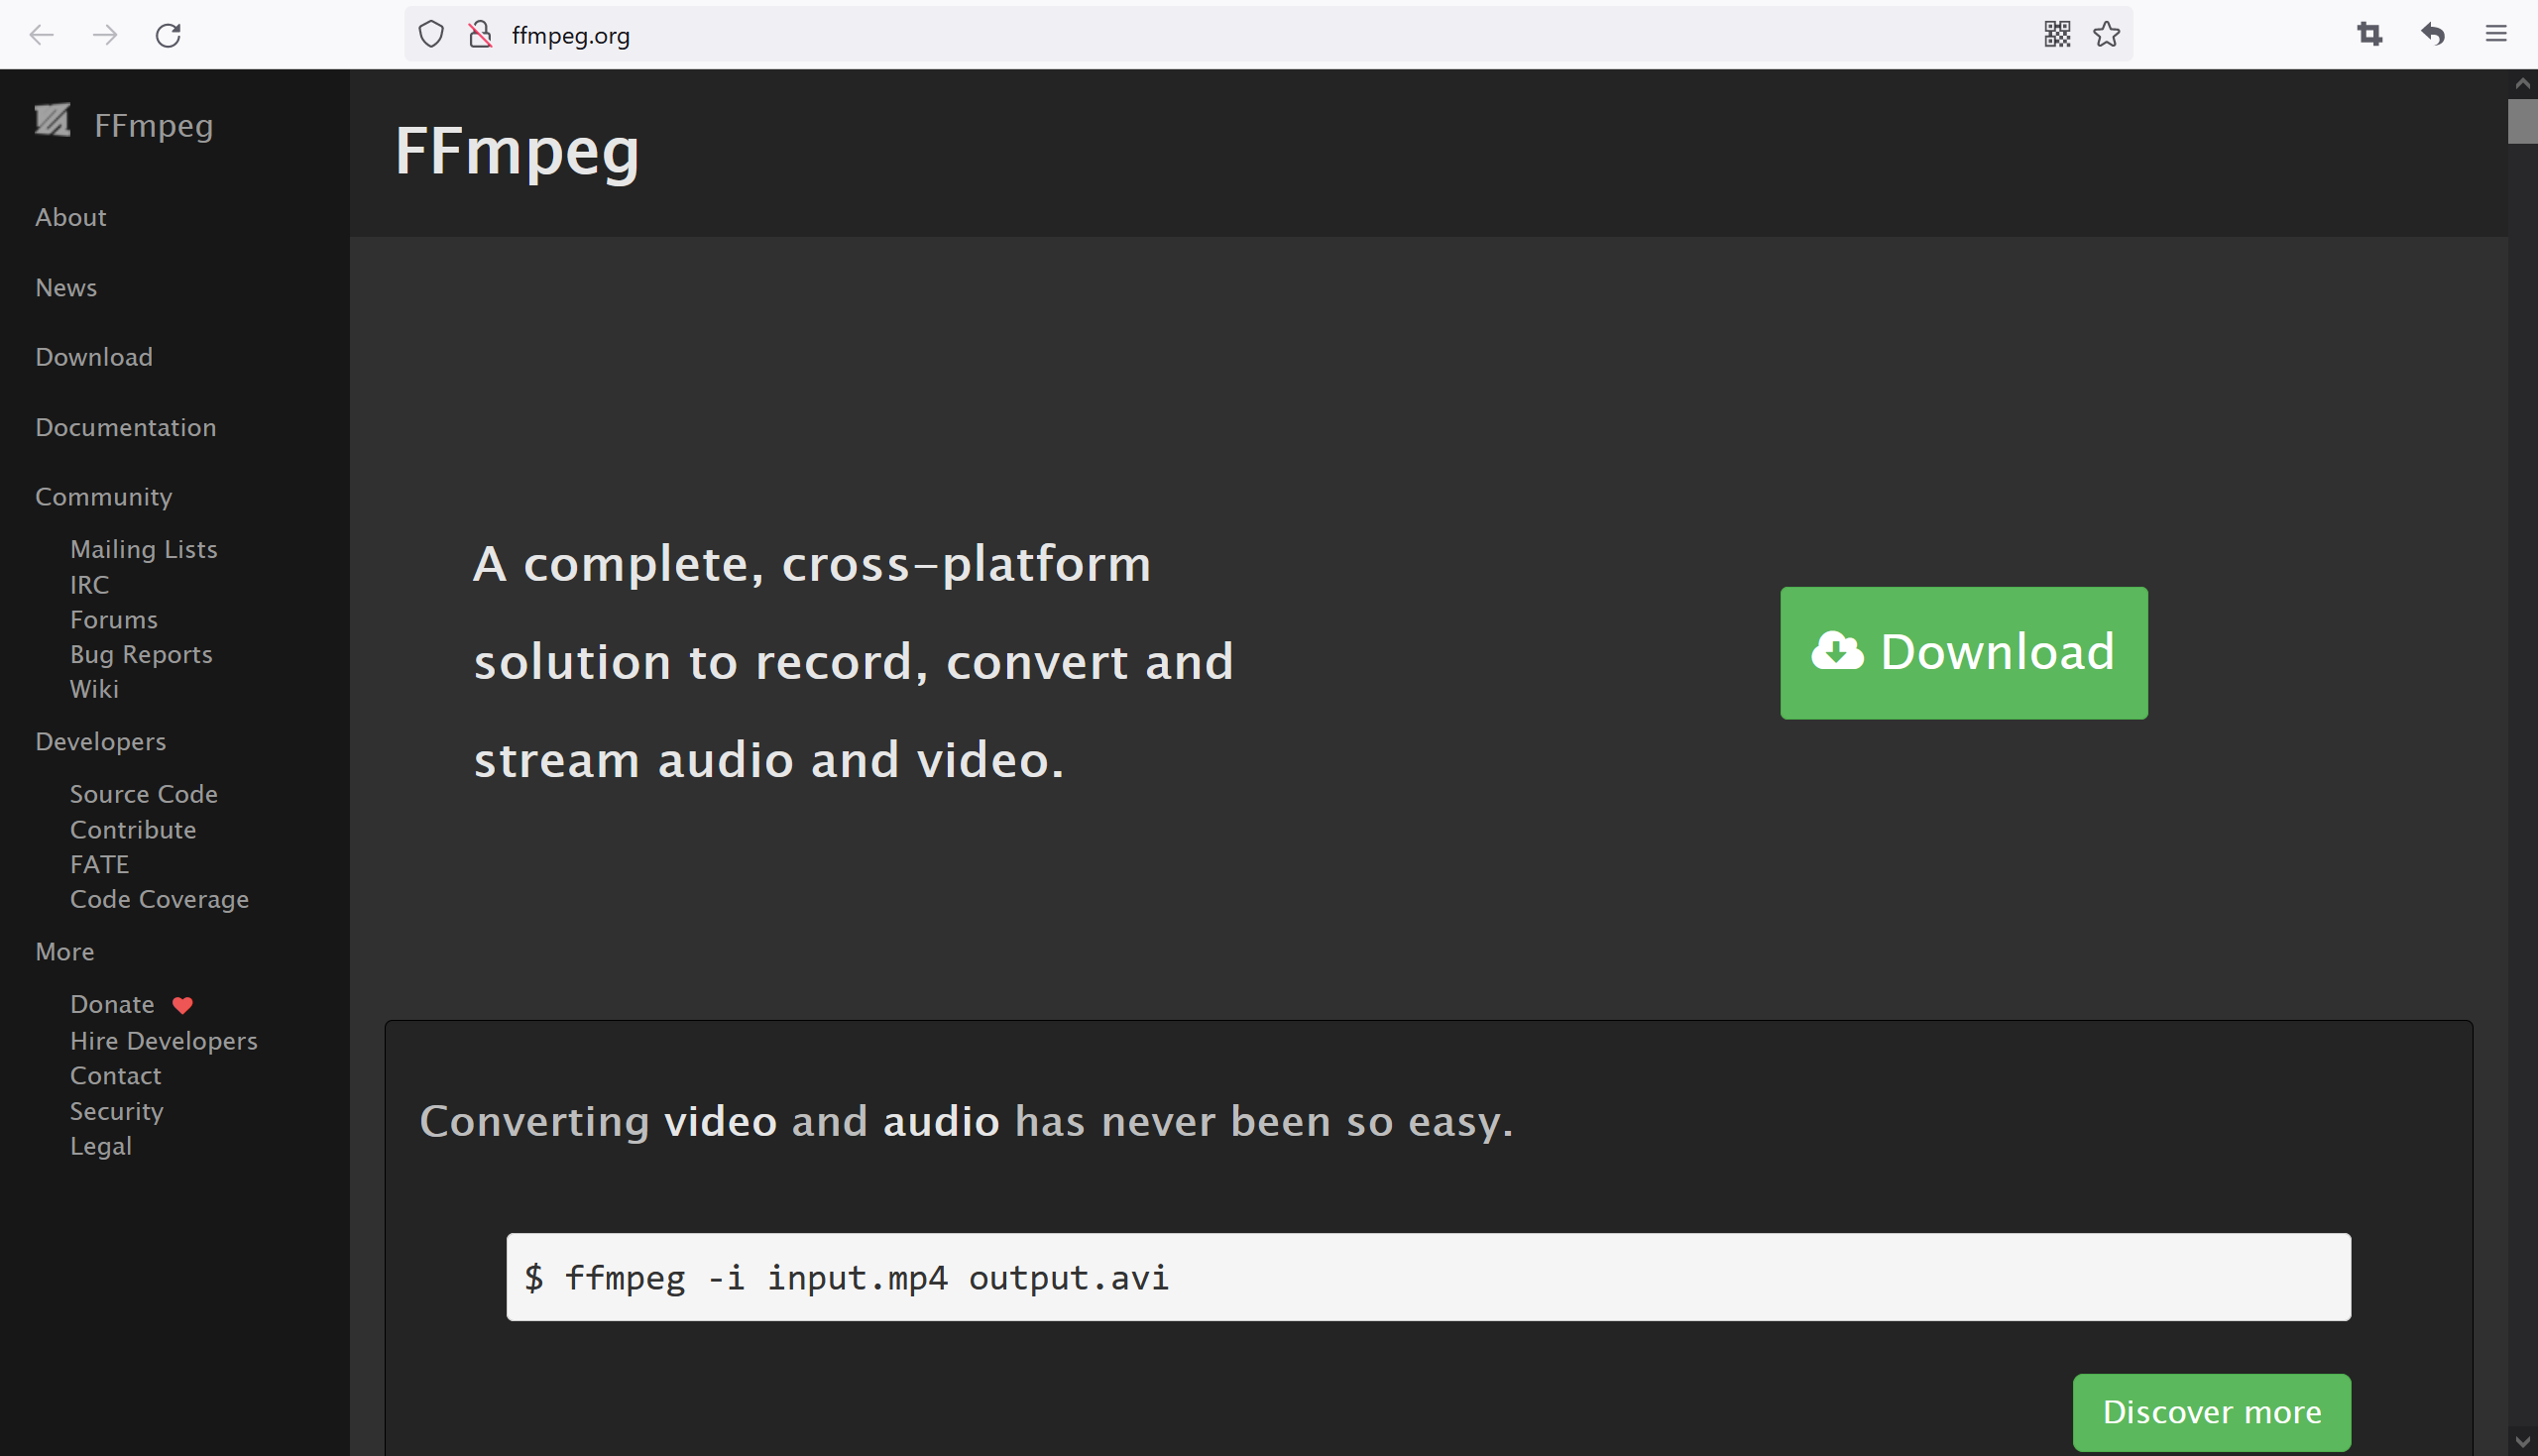 ffmpeg.org
FFmpeg
About
News
Download
Documentation
Community
Mailing Lists
IRC
Forums
Bug Reports
Wiki
Developers
Source Code
Contribute
FATE
Code Coverage
More
Donate
Hire Developers
Contact
Security
Legal
FFmpeg
A complete, cross-platform
solution to record, convert and
stream audio and video.
Download
Converting video and audio has never been so easy.
$ ffmpeg -i input.mp4 output.avi
Discover more